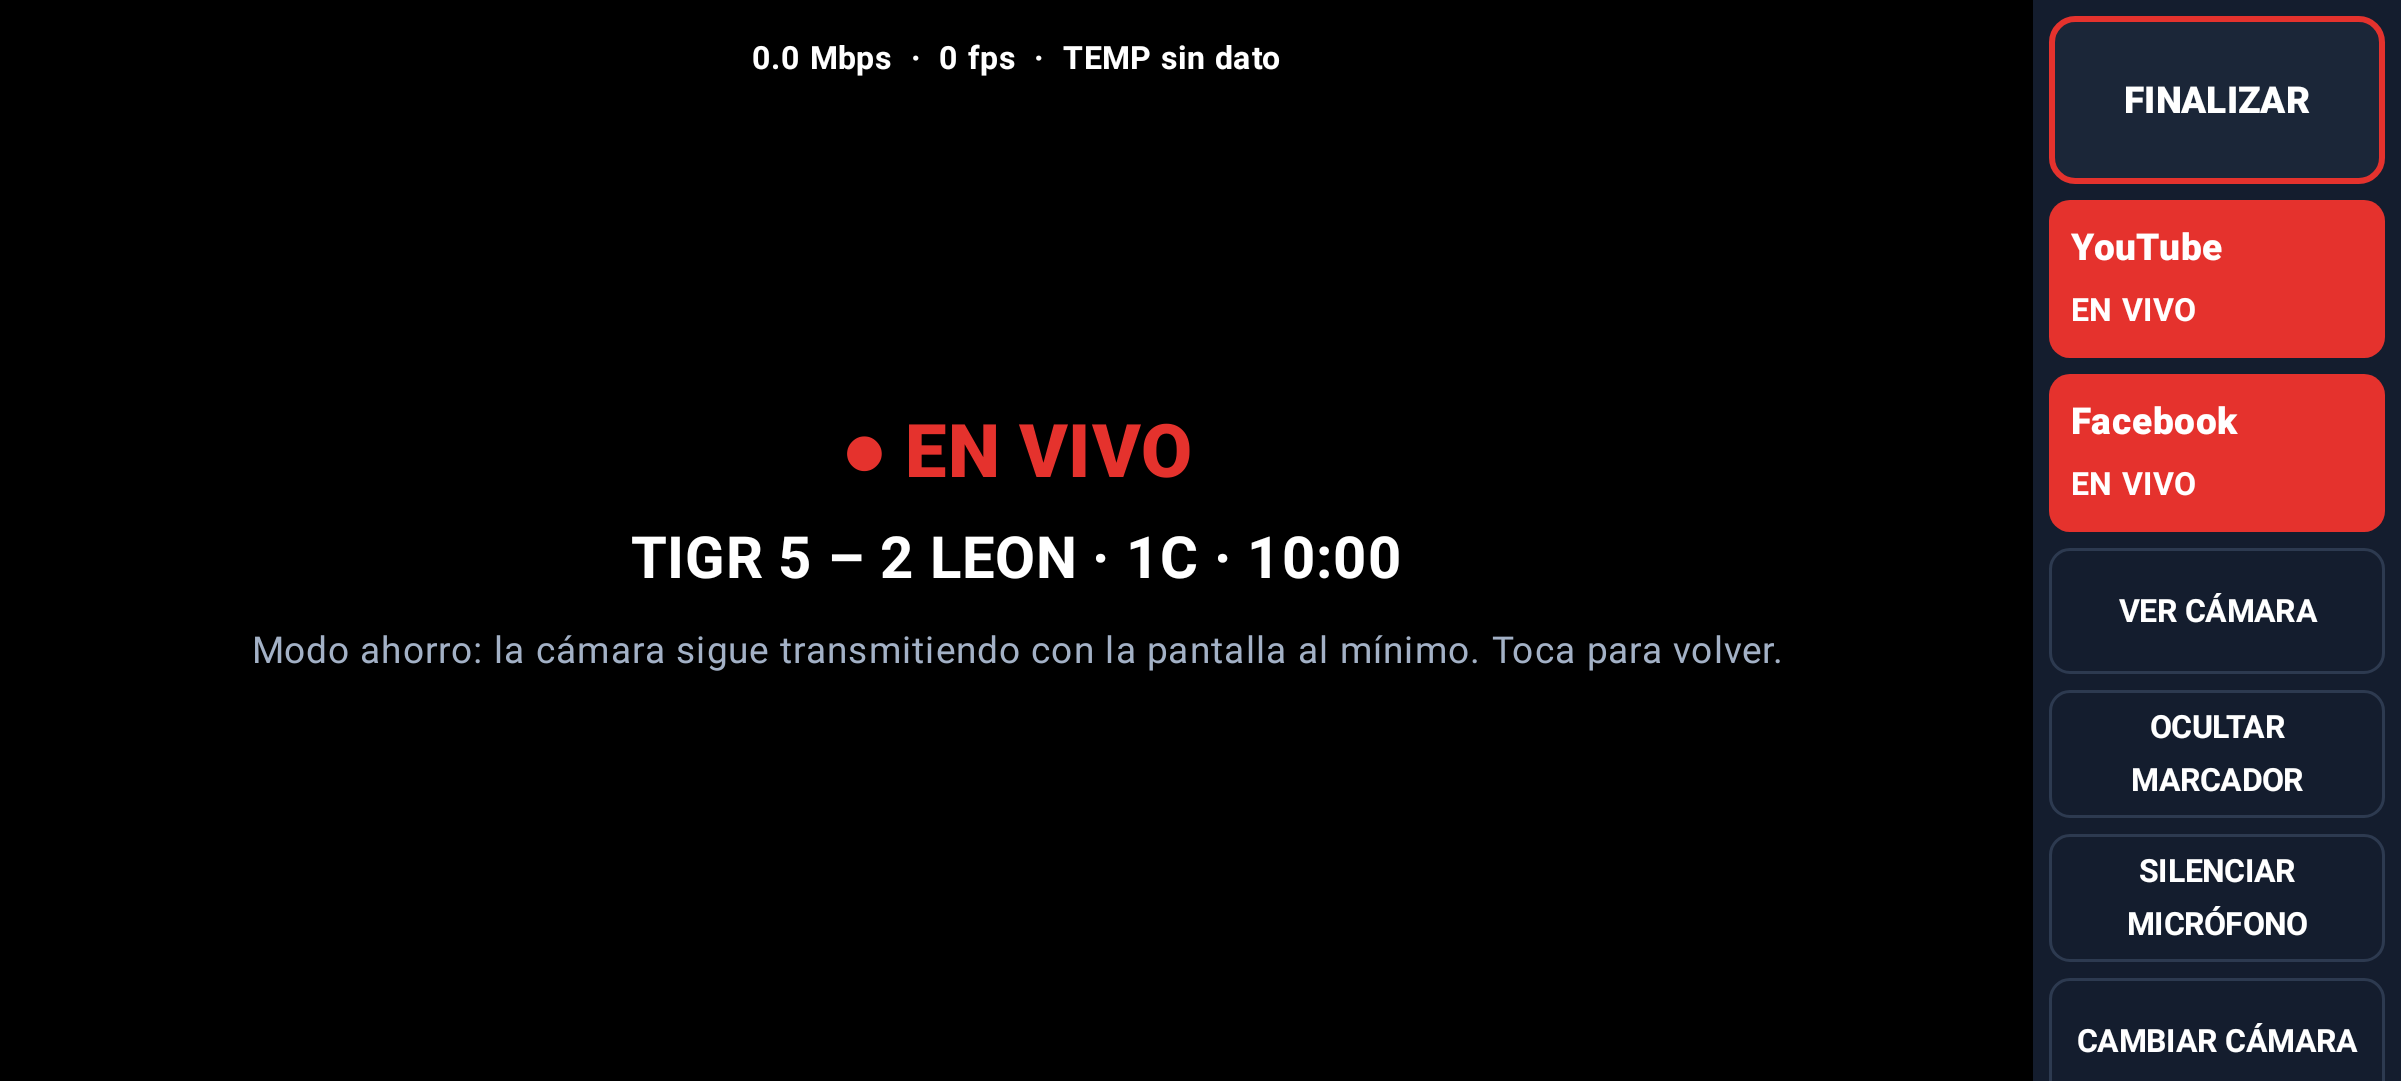 0.0 Mbps · 0 fps · TEMP sin dato
● EN VIVO
TIGR 5 – 2 LEON · 1C · 10:00
Modo ahorro: la cámara sigue transmitiendo con la pantalla al mínimo. Toca para volver.
FINALIZAR
YouTube
EN VIVO
Facebook
EN VIVO
VER CÁMARA
OCULTAR
MARCADOR
SILENCIAR
MICRÓFONO
CAMBIAR CÁMARA